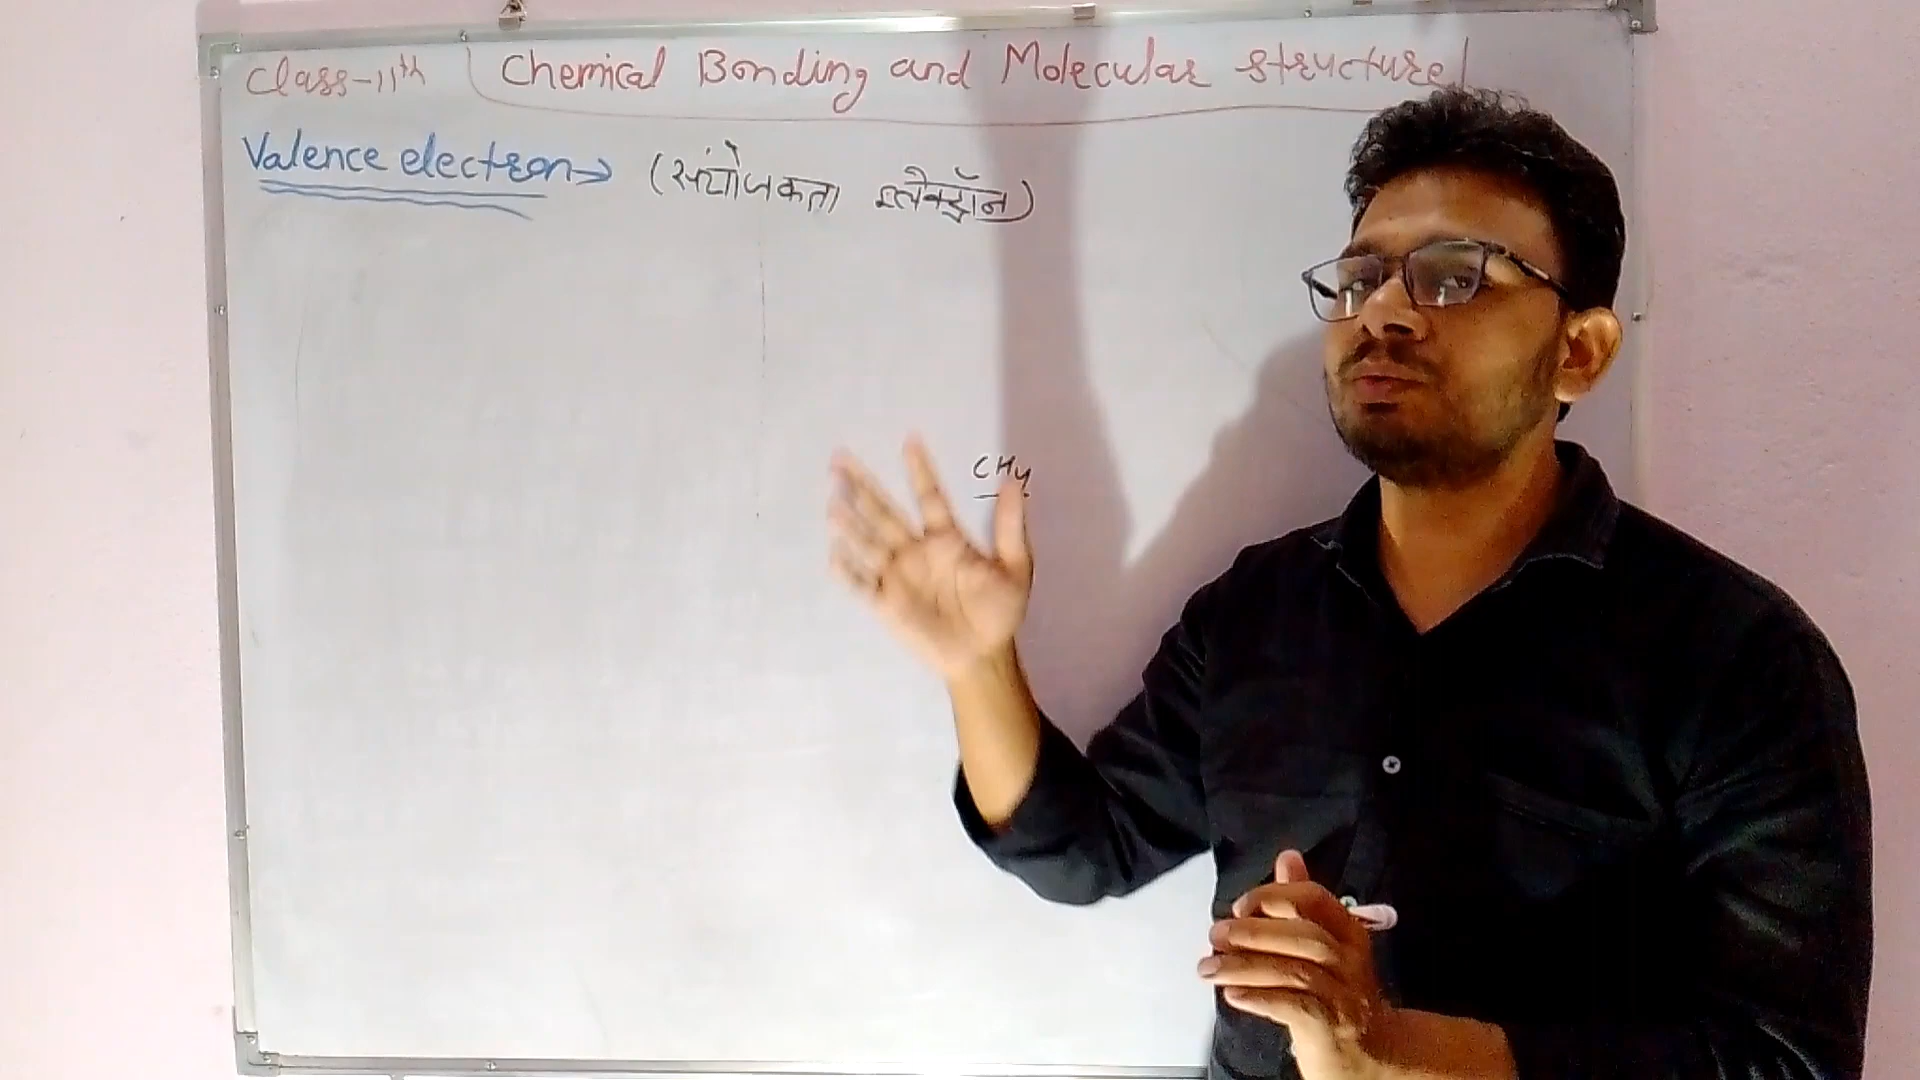 Class-11th Chemical Bonding and Molecular structure
Valence electron→ (संयोजकता इलेक्ट्रॉन)
CH4